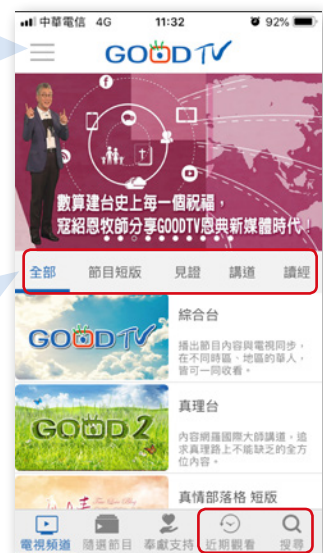 中華電信 4G 11:32 92%
GOOD TV
數算建台史上每一個祝福，
寇紹恩牧師分享GOODTV恩典新媒體時代！
全部 節目短版 見證 講道 讀經
GOOD TV
綜合台
播出節目內容與電視同步，
在不同時區、地區的華人，
皆可一同收看。
GOOD 2
真理台
內容網羅國際大師講道。追
求真理路上不能缺乏的全方
位內容。
真情部落格 短版
電視頻道 隨選節目 奉獻支持 近期觀看 搜尋